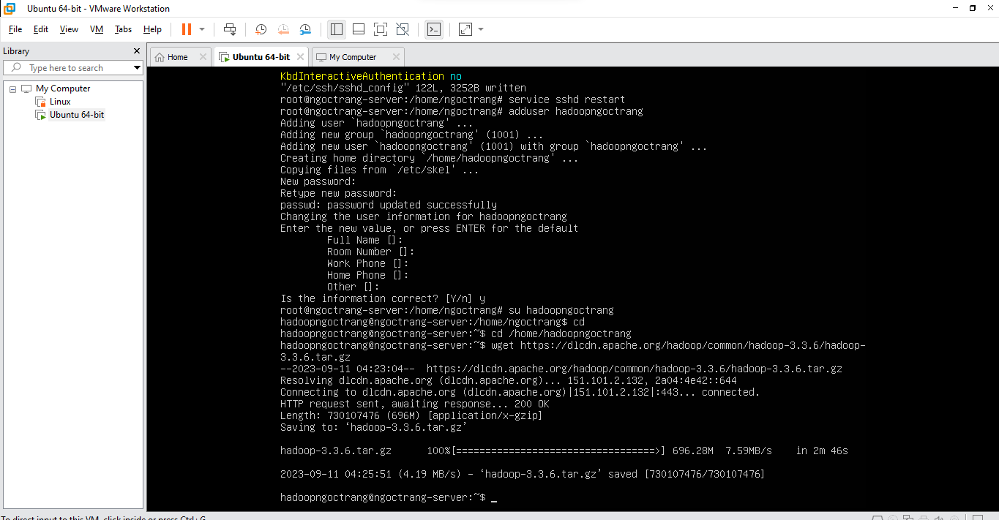 Ubuntu 64-bit - VMware Workstation
File Edit View VM Tabs Help
Library
Type here to search
My Computer
Linux
Ubuntu 64-bit
Home
Ubuntu 64-bit
My Computer
KbdInteractiveAuthentication no
"/etc/ssh/sshd_config" 122L, 3252B written
root@ngoctrang-server:/home/ngoctrang# service sshd restart
root@ngoctrang-server:/home/ngoctrang# adduser hadoopngoctrang
Adding user `hadoopngoctrang' ...
Adding new group `hadoopngoctrang' (1001) ...
Adding new user `hadoopngoctrang' (1001) with group `hadoopngoctrang' ...
Creating home directory `/home/hadoopngoctrang' ...
Copying files from `/etc/skel' ...
New password:
Retype new password:
passwd: password updated successfully
Changing the user information for hadoopngoctrang
Enter the new value, or press ENTER for the default
Full Name []:
Room Number []:
Work Phone []:
Home Phone []:
Other []:
Is the information correct? [Y/n] y
root@ngoctrang-server:/home/ngoctrang# su hadoopngoctrang
hadoopngoctrang@ngoctrang-server:/home/ngoctrang$ cd
hadoopngoctrang@ngoctrang-server:~$ cd /home/hadoopngoctrang
hadoopngoctrang@ngoctrang-server:~$ wget https://dlcdn.apache.org/hadoop/common/hadoop-3.3.6/hadoop-
3.3.6.tar.gz
--2023-09-11 04:23:04--  https://dlcdn.apache.org/hadoop/common/hadoop-3.3.6/hadoop-3.3.6.tar.gz
Resolving dlcdn.apache.org (dlcdn.apache.org)... 151.101.2.132, 2a04:4e42::644
Connecting to dlcdn.apache.org (dlcdn.apache.org)|151.101.2.132|:443... connected.
HTTP request sent, awaiting response... 200 OK
Length: 730107476 (696M) [application/x-gzip]
Saving to: ‘hadoop-3.3.6.tar.gz’
hadoop-3.3.6.tar.gz 100%[==================================>] 696.28M 7.59MB/s in 2m 46s
2023-09-11 04:25:51 (4.19 MB/s) - ‘hadoop-3.3.6.tar.gz’ saved [730107476/730107476]
hadoopngoctrang@ngoctrang-server:~$ _
To direct input to this VM, click inside or press Ctrl+G.